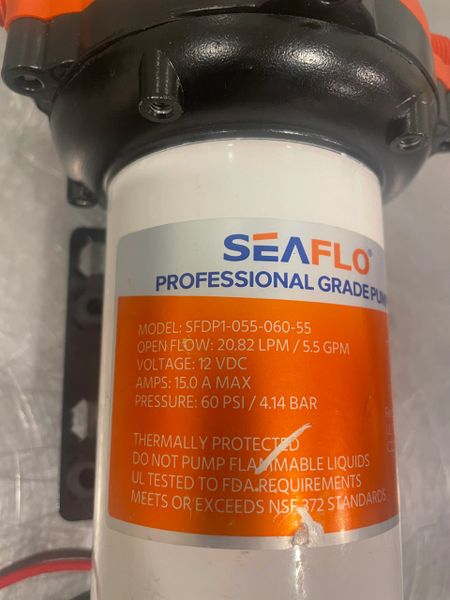 SEAFLO®
PROFESSIONAL GRADE
MODEL: SFDP1-055-060-55
OPEN FLOW: 20.82 LPM / 5.5 GPM
VOLTAGE: 12 VDC
AMPS: 15.0 A MAX
PRESSURE: 60 PSI / 4.14 BAR
THERMALLY PROTECTED
DO NOT PUMP FLAMMABLE LIQUIDS
UL TESTED TO FDA REQUIREMENTS
MEETS OR EXCEEDS NSF 372 STANDARDS